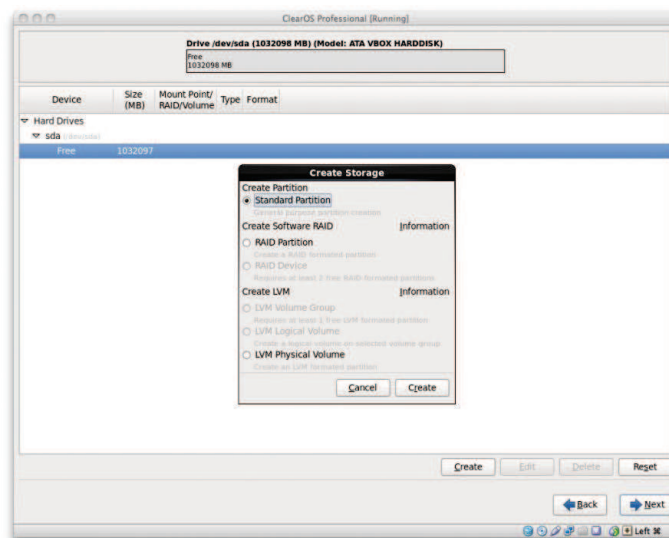 ClearOS Professional [Running]
Drive /dev/sda (1032098 MB) (Model: ATA VBOX HARDDISK)
Free
1032098 MB
Device
Size
(MB)
Mount Point/
RAID/Volume
Type
Format
Hard Drives
sda (/dev/sda)
Free 1032097
Create Storage
Create Partition
Standard Partition
General purpose partition creation
Create Software RAID Information
RAID Partition
Create a RAID formated partition
RAID Device
Requires at least 2 free RAID formated partitions
Create LVM Information
LVM Volume Group
Requires at least 1 free LVM formated partition
LVM Logical Volume
Create a logical volume on selected volume group
LVM Physical Volume
Create an LVM formated partition
Cancel Create
Create Edit Delete Reset
Back Next
Left ⌘